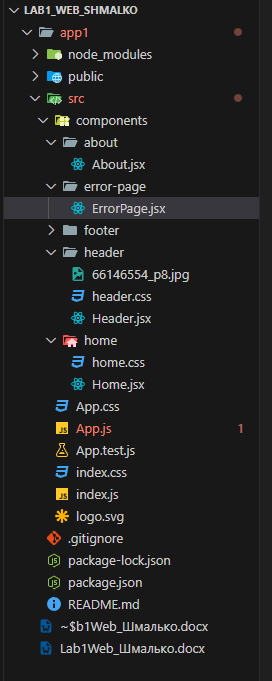 LAB1_WEB_SHMALKO
app1
node_modules
public
src
components
about
About.jsx
error-page
ErrorPage.jsx
footer
header
66146554_p8.jpg
header.css
Header.jsx
home
home.css
Home.jsx
App.css
JS App.js 1
App.test.js
index.css
JS index.js
logo.svg
.gitignore
package-lock.json
package.json
README.md
~$b1Web_Шмалько.docx
Lab1Web_Шмалько.docx